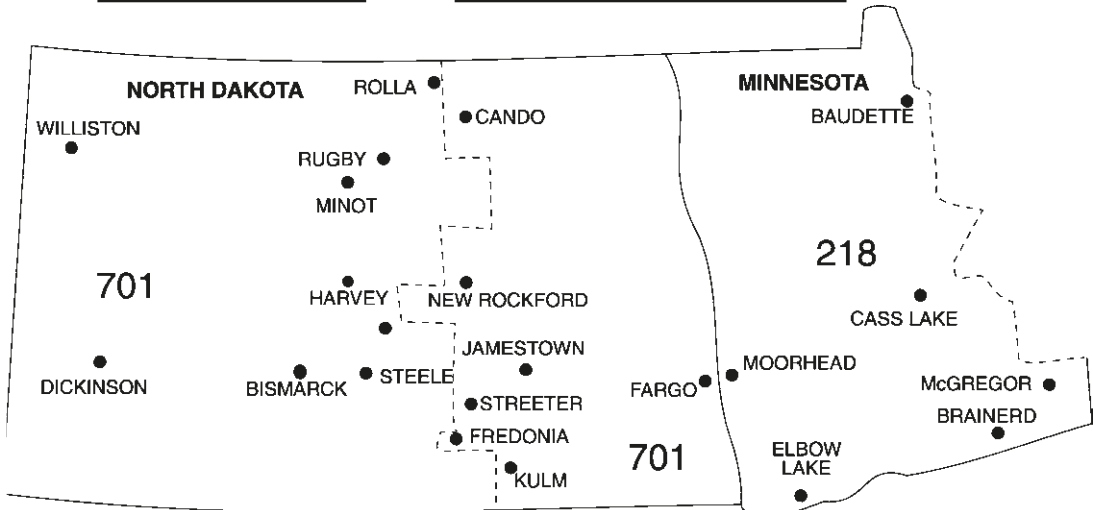 NORTH DAKOTA
ROLLA
MINNESOTA
CANDO
BAUDETTE
WILLISTON
RUGBY
MINOT
218
701
HARVEY
NEW ROCKFORD
CASS LAKE
JAMESTOWN
DICKINSON
BISMARCK
STEELE
FARGO
MOORHEAD
McGREGOR
STREETER
BRAINERD
FREDONIA
701
ELBOW
LAKE
KULM